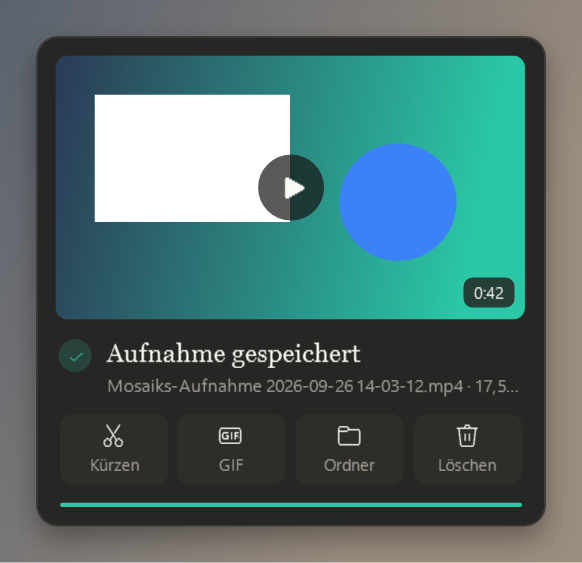 0:42
Aufnahme gespeichert
Mosaiks-Aufnahme 2026-09-26 14-03-12.mp4 · 17,5...
GIF
Kürzen
GIF
Ordner
Löschen